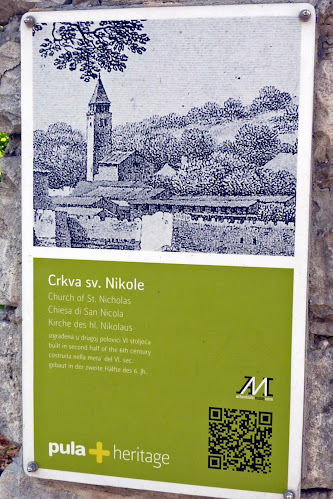 Crkva sv. Nikole
Church of St. Nicholas
Chiesa di San Nicola
Kirche des hl. Nikolaus
izgrađena u drugoj polovici VI stoljeća
built in second half of the 6th century
costruita nella meta' del VI. sec.
gebaut in der zweite Hälfte des 6. Jh.
pula+heritage